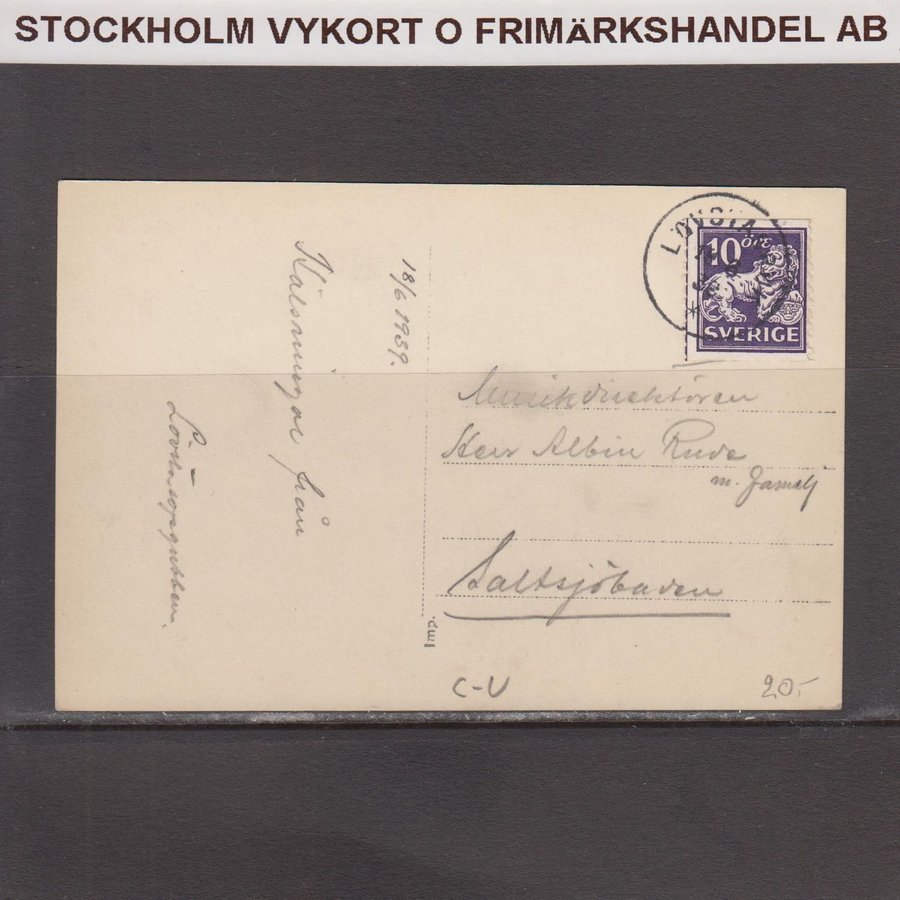 STOCKHOLM VYKORT O FRIMäRKSHANDEL AB
18/6 1939.
Hälsningar från
10 öre
SVERIGE
Musikdirektören
Herr Albin Rude
m. familj
Saltsjöbaden
Imp.
C-U
20:-